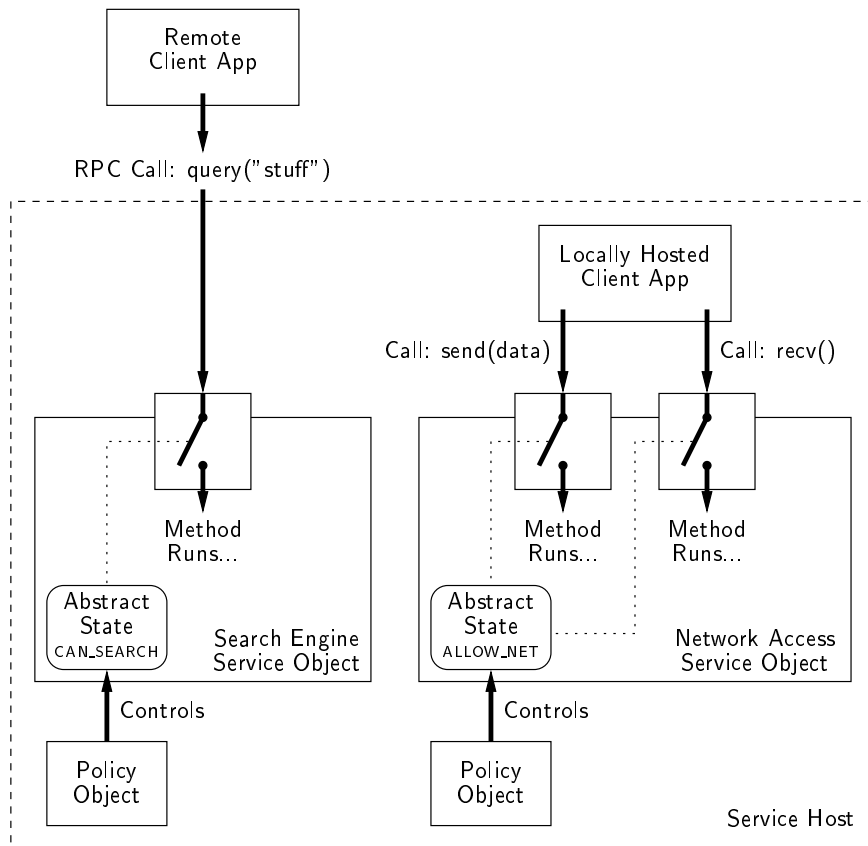 Remote
Client App
RPC Call: query("stuff")
Locally Hosted
Client App
Call: send(data)
Call: recv()
Method
Runs...
Method
Runs...
Method
Runs...
Abstract
State
CAN_SEARCH
Search Engine
Service Object
Abstract
State
ALLOW_NET
Network Access
Service Object
Controls
Controls
Policy
Object
Policy
Object
Service Host